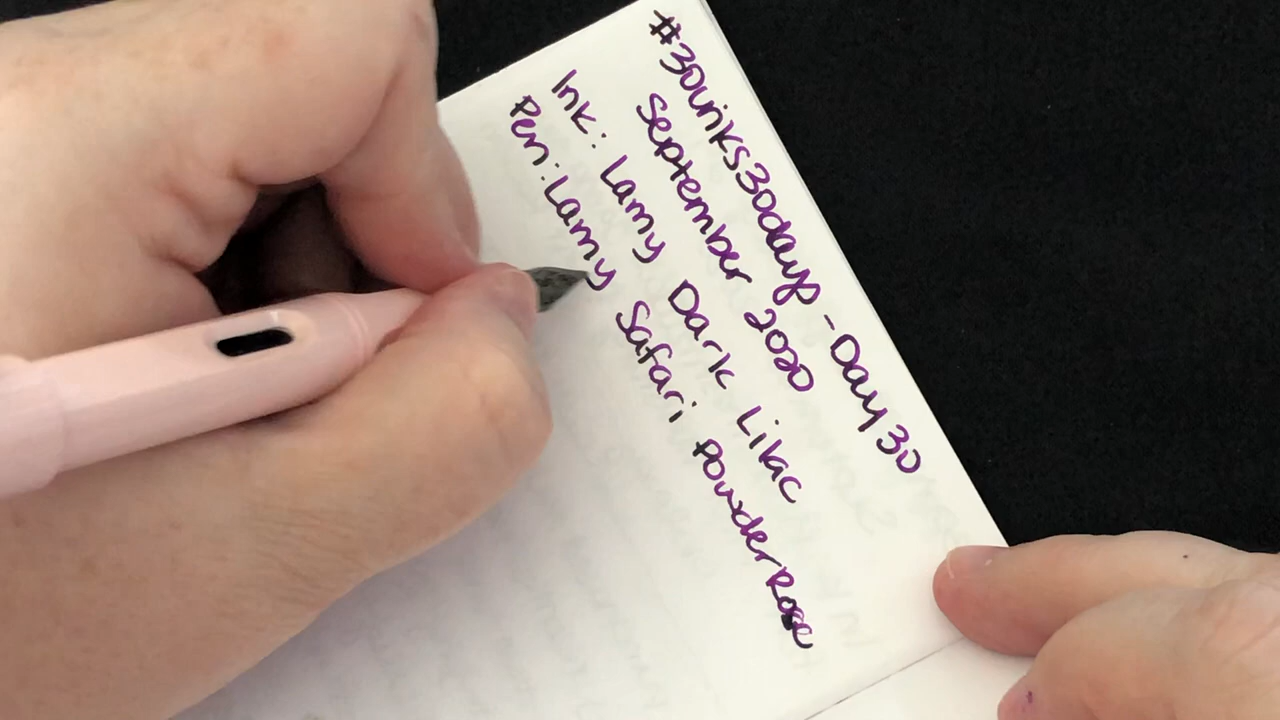 #30inks30days - Day 30
September 2020
Ink: Lamy Dark Lilac
Pen: Lamy Safari Powder Rose